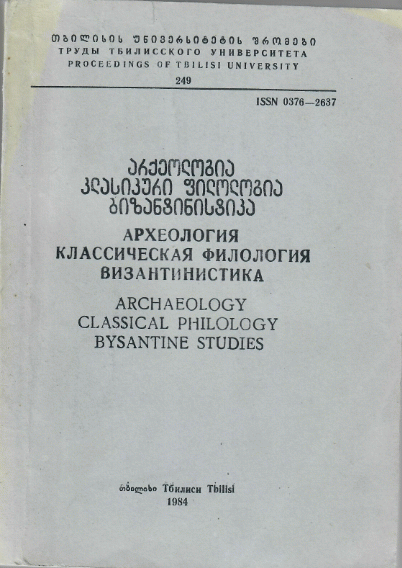 თბილისის უნივერსიტეტის შრომები
ТРУДЫ ТБИЛИССКОГО УНИВЕРСИТЕТА
PROCEEDINGS OF TBILISI UNIVERSITY
249
ISSN 0376—2637
არქეოლოგია
კლასიკური ფილოლოგია
ბიზანტინისტიკა
АРХЕОЛОГИЯ
КЛАССИЧЕСКАЯ ФИЛОЛОГИЯ
ВИЗАНТИНИСТИКА
ARCHAEOLOGY
CLASSICAL PHILOLOGY
BYSANTINE STUDIES
თბილისი Тбилиси Tbilisi
1984